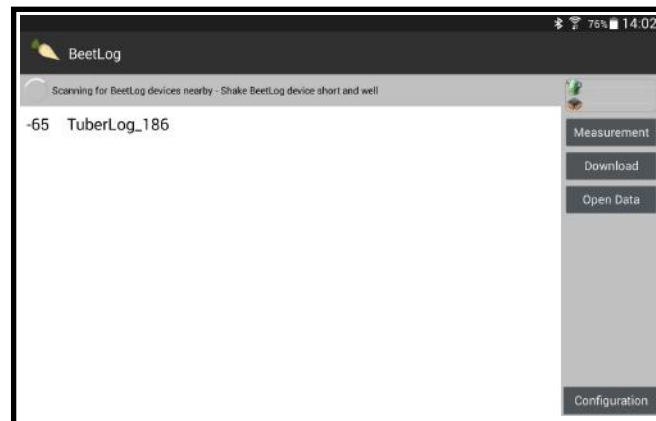 76% 14:02
BeetLog
Scanning for BeetLog devices nearby - Shake BeetLog device short and well
-65 TuberLog_186
Measurement
Download
Open Data
Configuration